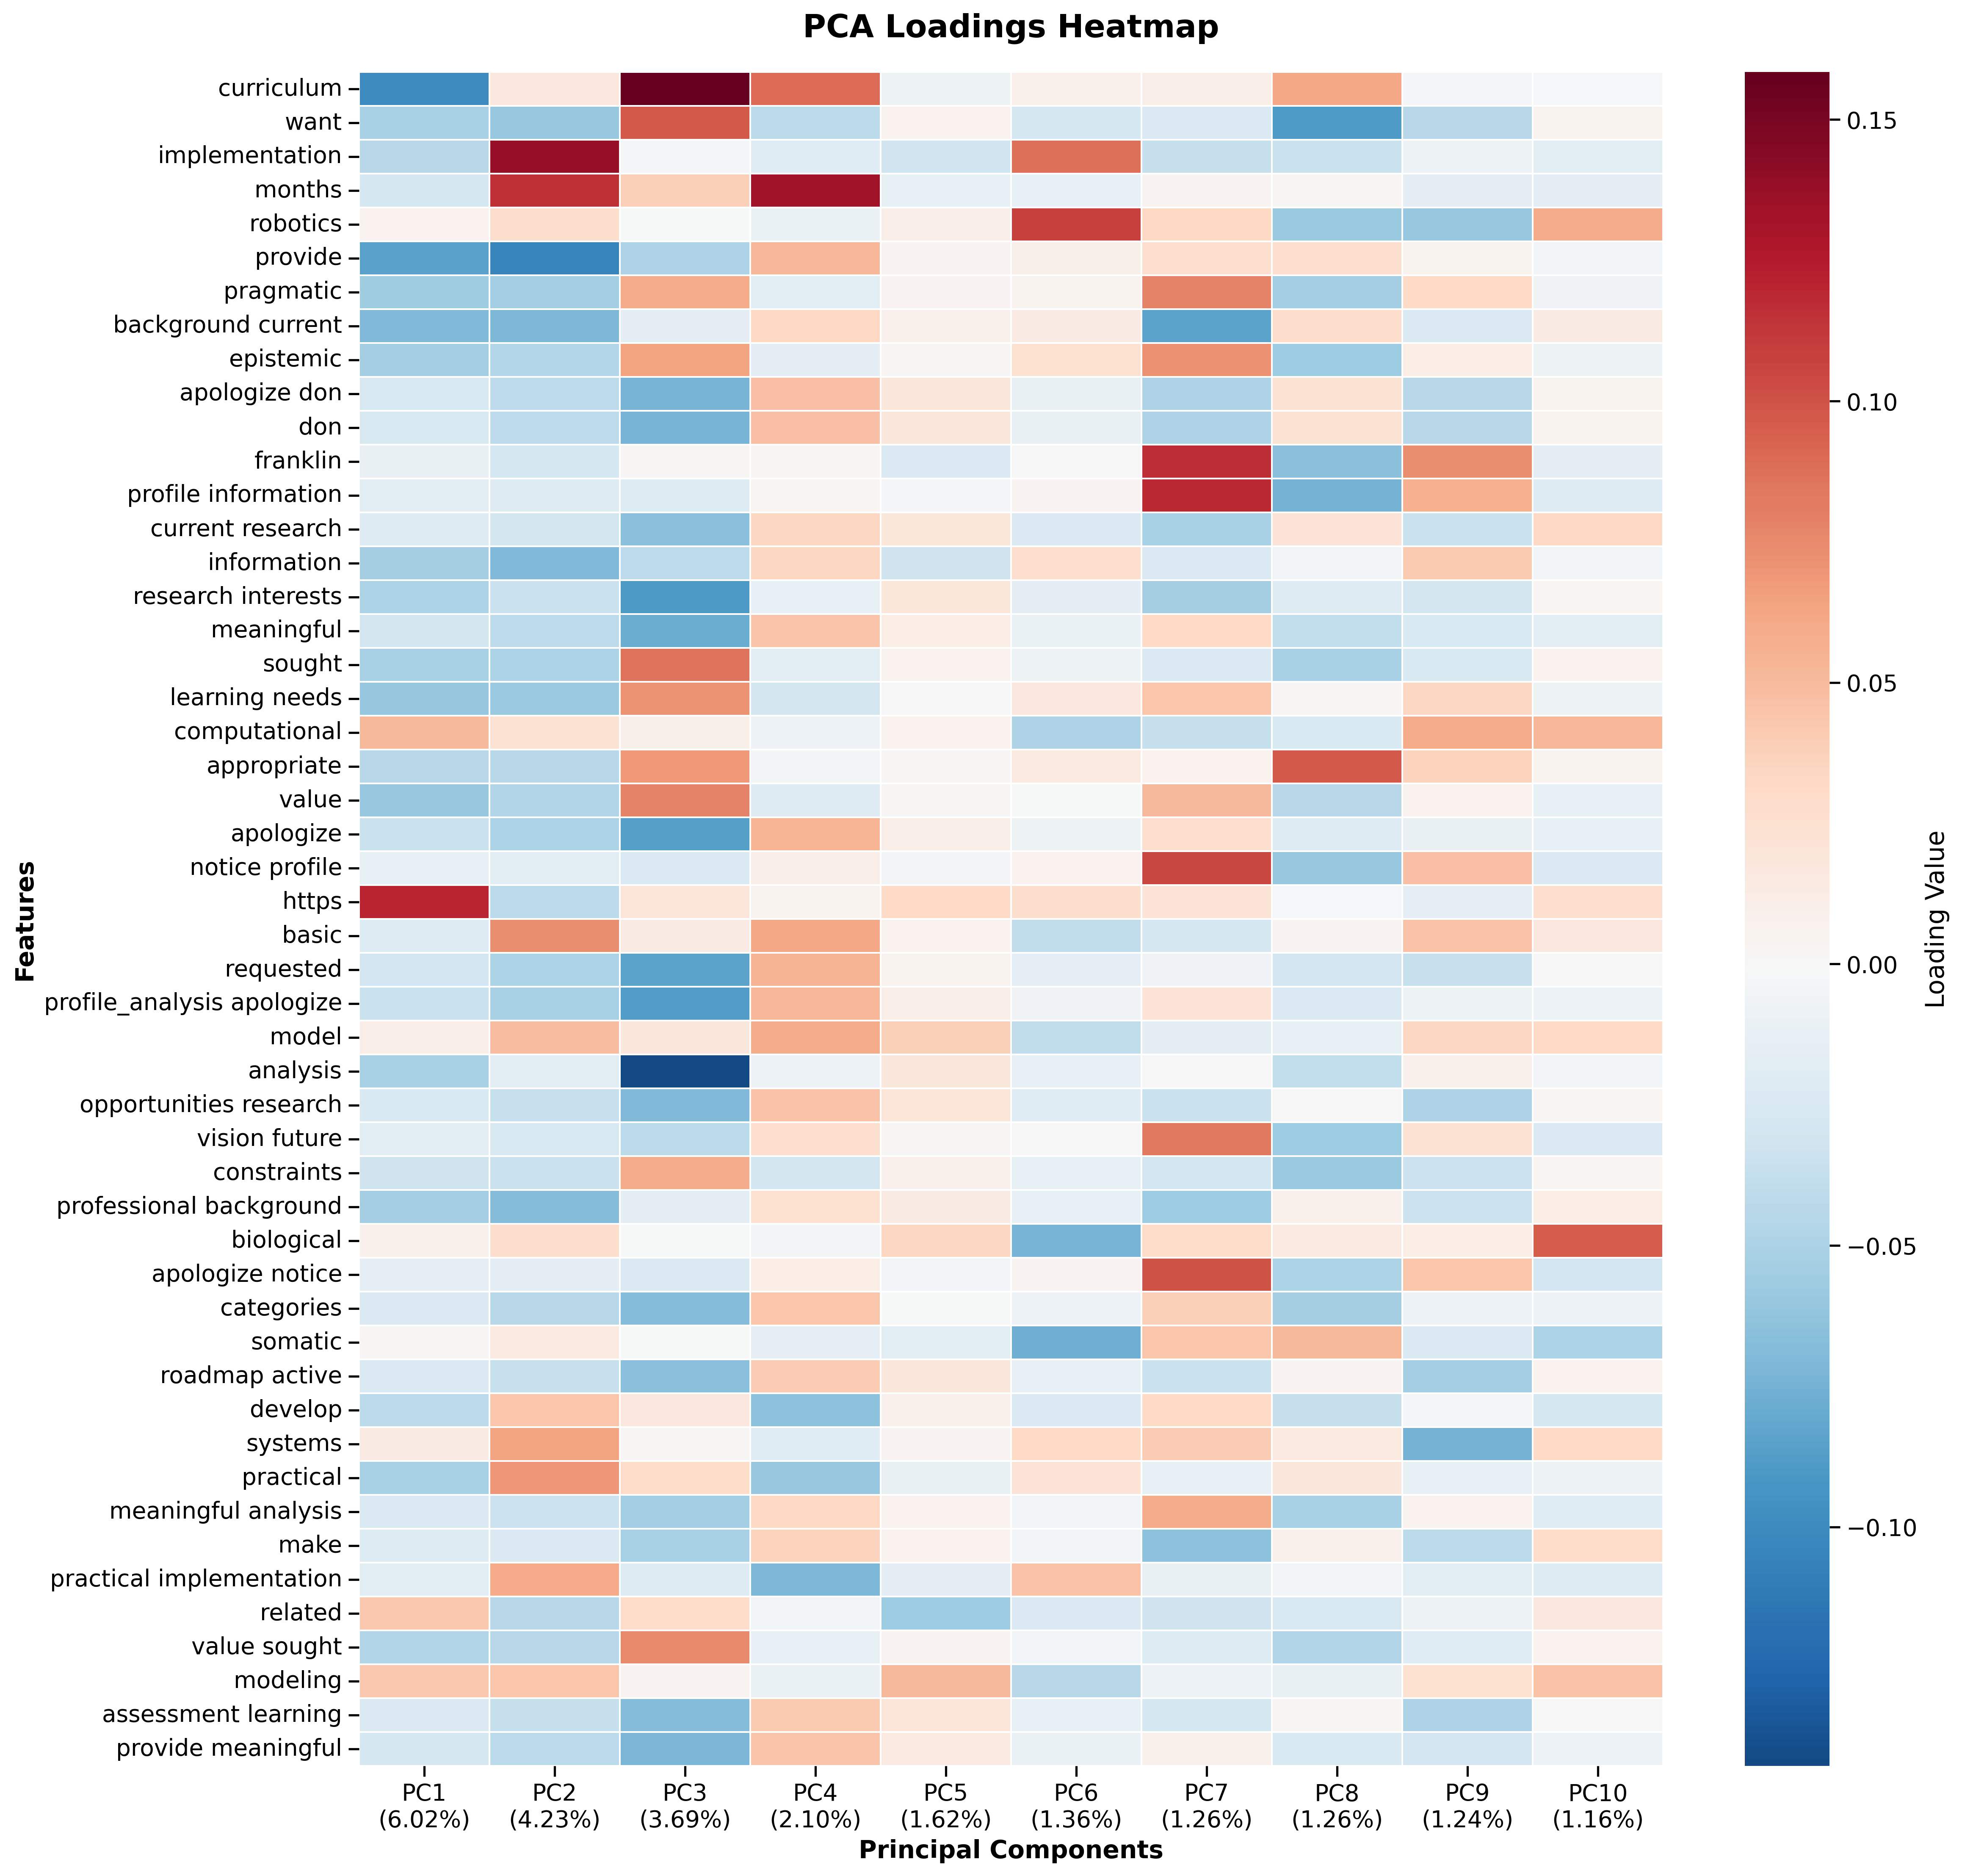 PCA Loadings Heatmap
Features
curriculum
want
implementation
months
robotics
provide
pragmatic
background current
epistemic
apologize don
don
franklin
profile information
current research
information
research interests
meaningful
sought
learning needs
computational
appropriate
value
apologize
notice profile
https
basic
requested
profile_analysis apologize
model
analysis
opportunities research
vision future
constraints
professional background
biological
apologize notice
categories
somatic
roadmap active
develop
systems
practical
meaningful analysis
make
practical implementation
related
value sought
modeling
assessment learning
provide meaningful
PC1 PC2 PC3 PC4 PC5 PC6 PC7 PC8 PC9 PC10
(6.02%) (4.23%) (3.69%) (2.10%) (1.62%) (1.36%) (1.26%) (1.26%) (1.24%) (1.16%)
Principal Components
0.15
0.10
0.05
0.00
−0.05
−0.10
Loading Value